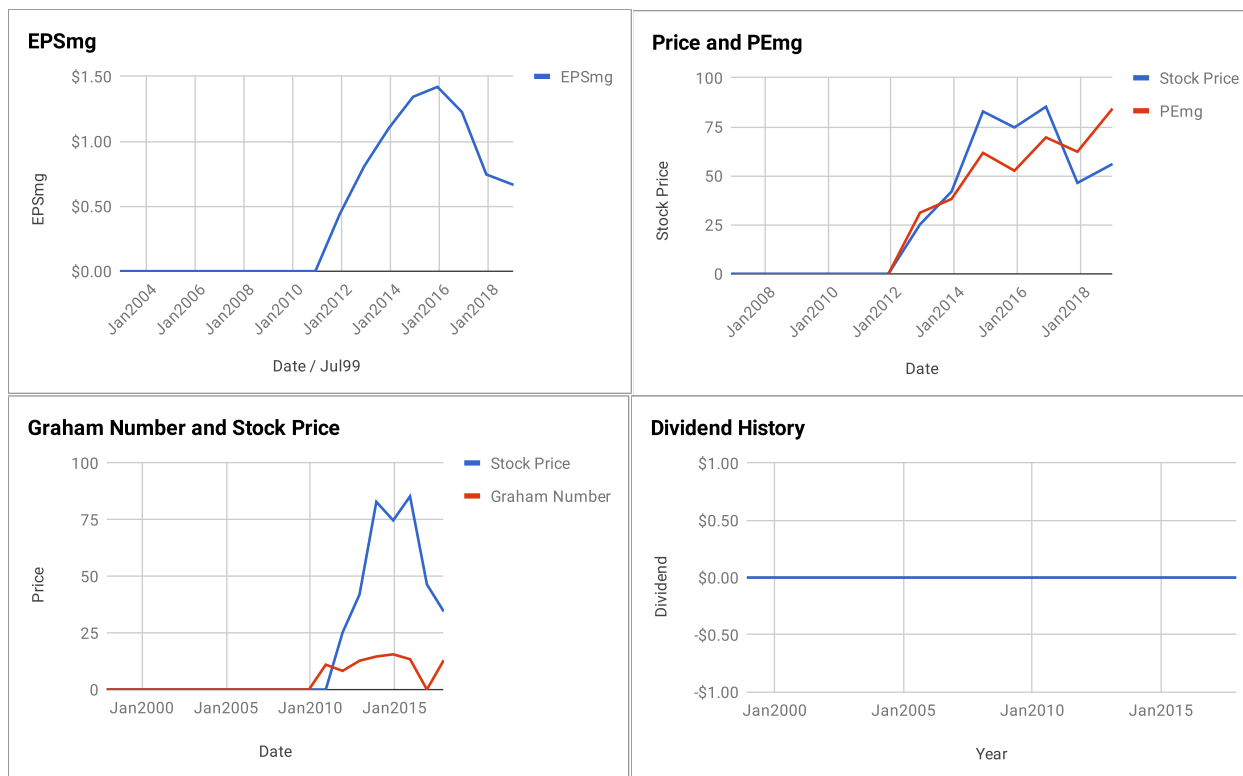 EPSmg
$1.50
$1.00
$0.50
$0.00
EPSmg
Jan2004
Jan2006
Jan2008
Jan2010
Jan2012
Jan2014
Jan2016
Jan2018
Date / Jul99
EPSmg
Price and PEmg
100
75
50
25
0
Stock Price
Jan2008
Jan2010
Jan2012
Jan2014
Jan2016
Jan2018
Date
Stock Price
PEmg
Graham Number and Stock Price
100
75
50
25
0
Price
Jan2000
Jan2005
Jan2010
Jan2015
Date
Stock Price
Graham Number
Dividend History
$1.00
$0.50
$0.00
-$0.50
-$1.00
Dividend
Jan2000
Jan2005
Jan2010
Jan2015
Year